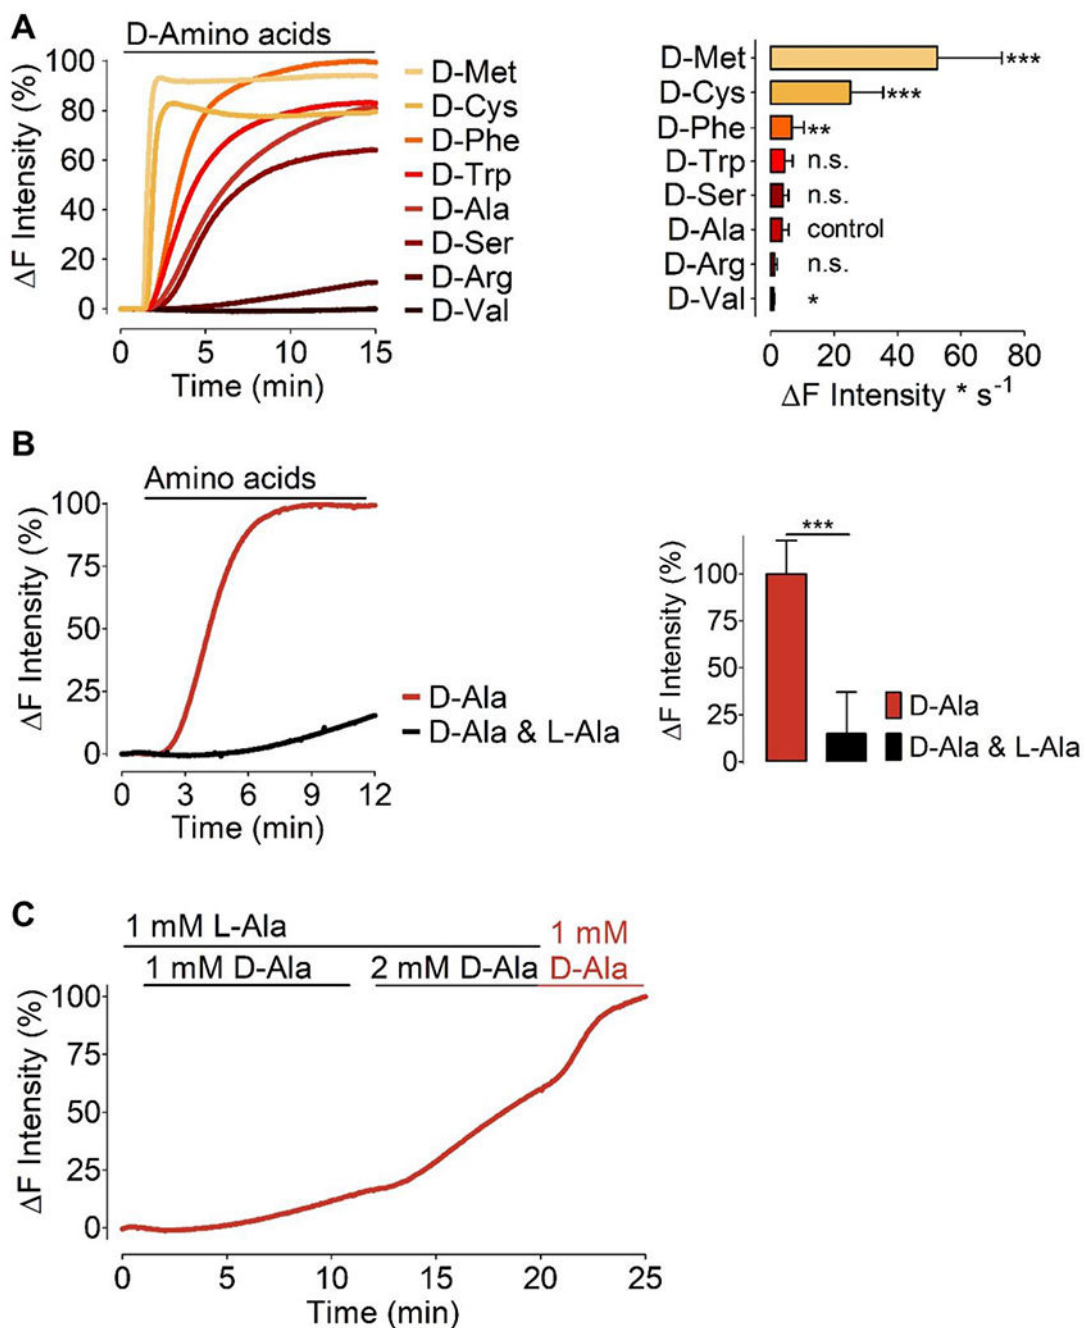 A
D-Amino acids
ΔF Intensity (%)
100
80
60
40
20
0
0 5 10 15
Time (min)
D-Met
D-Cys
D-Phe
D-Trp
D-Ala
D-Ser
D-Arg
D-Val
D-Met ***
D-Cys ***
D-Phe **
D-Trp n.s.
D-Ser n.s.
D-Ala control
D-Arg n.s.
D-Val *
0 20 40 60 80
ΔF Intensity * s⁻¹
B
Amino acids
ΔF Intensity (%)
100
75
50
25
0
0 3 6 9 12
Time (min)
D-Ala
D-Ala & L-Ala
ΔF Intensity (%)
100
75
50
25
0
***
D-Ala
D-Ala & L-Ala
C
1 mM L-Ala
1 mM D-Ala
2 mM D-Ala
1 mM
D-Ala
ΔF Intensity (%)
100
75
50
25
0
0 5 10 15 20 25
Time (min)